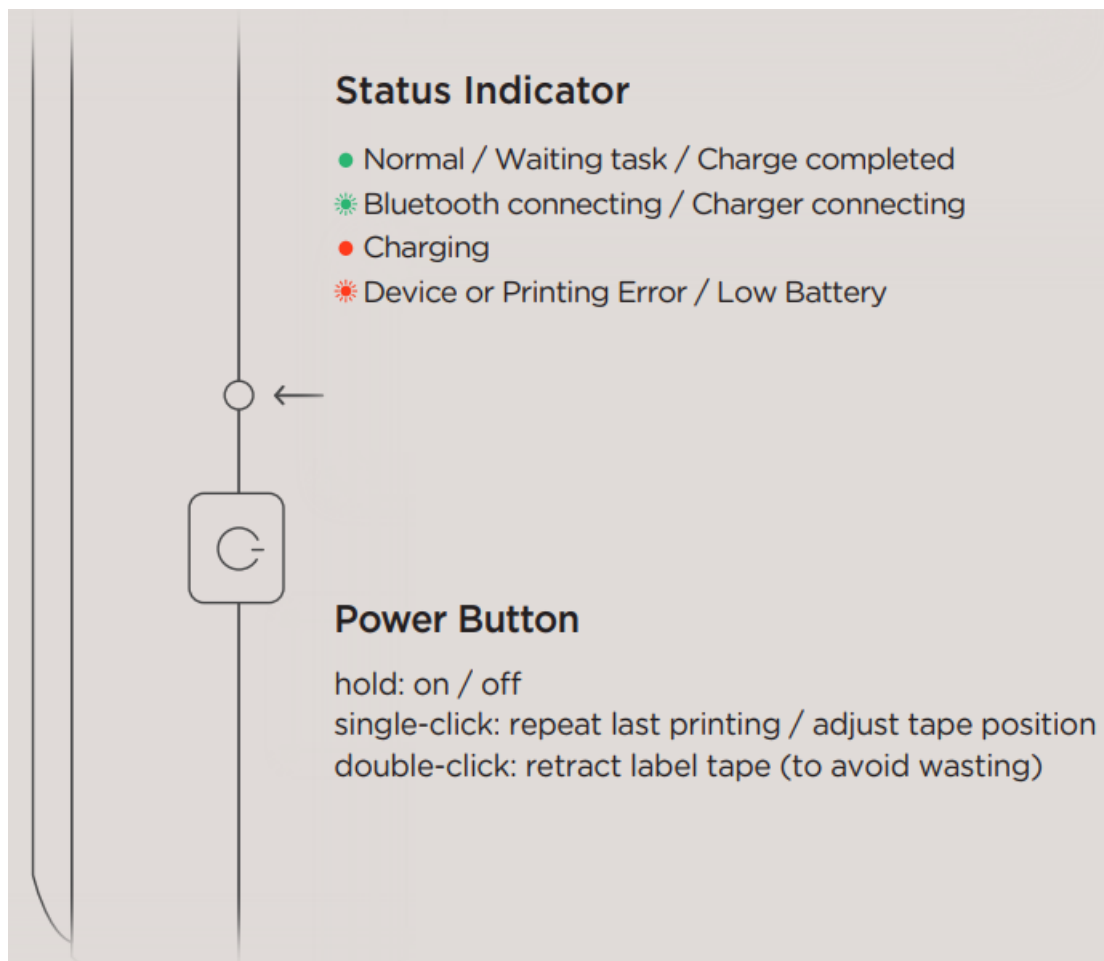 Status Indicator
Normal / Waiting task / Charge completed
Bluetooth connecting / Charger connecting
Charging
Device or Printing Error / Low Battery
Power Button
hold: on / off
single-click: repeat last printing / adjust tape position
double-click: retract label tape (to avoid wasting)